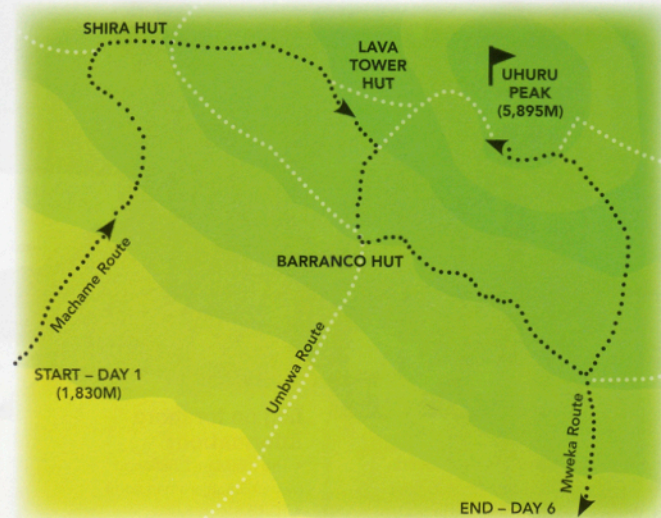 SHIRA HUT
LAVA
TOWER
HUT
UHURU
PEAK
(5,895M)
Machame Route
BARRANCO HUT
START – DAY 1
(1,830M)
Umbwa Route
Mweka Route
END – DAY 6